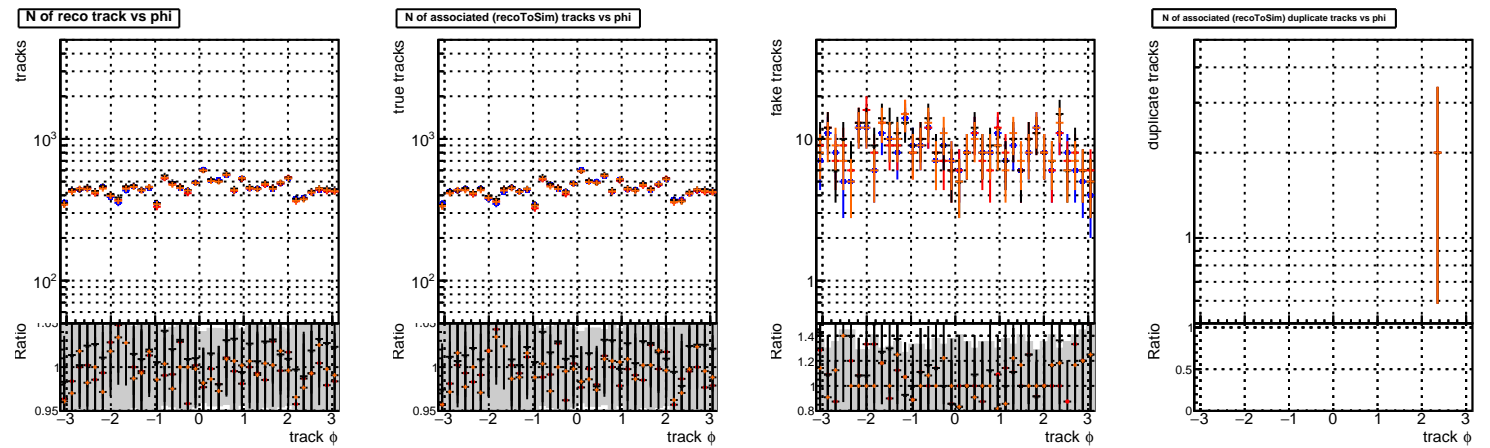 N of reco track vs phi
tracks
10³
10²
Ratio
1.05
1
0.95
−3 −2 −1 0 1 2 3
track ϕ
N of associated (recoToSim) tracks vs phi
true tracks
10³
10²
Ratio
1.05
1
0.95
−3 −2 −1 0 1 2 3
track ϕ
fake tracks
10
1
Ratio
1.4
1.2
1
0.8
−3 −2 −1 0 1 2 3
track ϕ
N of associated (recoToSim) duplicate tracks vs phi
duplicate tracks
1
Ratio
1
0.5
0
−3 −2 −1 0 1 2 3
track ϕ